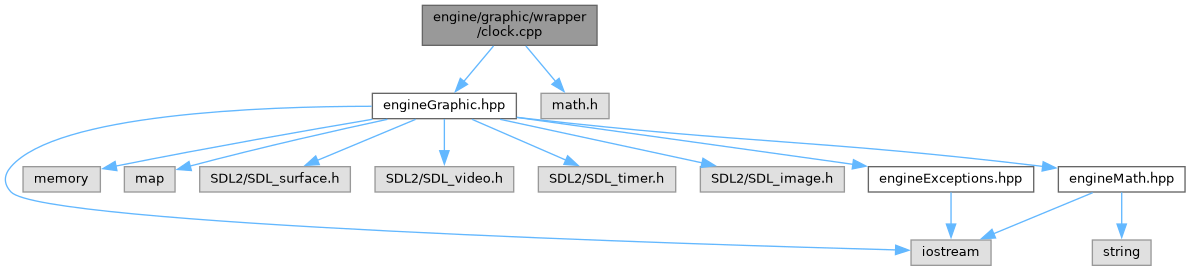 engine/graphic/wrapper
/clock.cpp
engineGraphic.hpp
math.h
memory
map
SDL2/SDL_surface.h
SDL2/SDL_video.h
SDL2/SDL_timer.h
SDL2/SDL_image.h
engineExceptions.hpp
engineMath.hpp
iostream
string